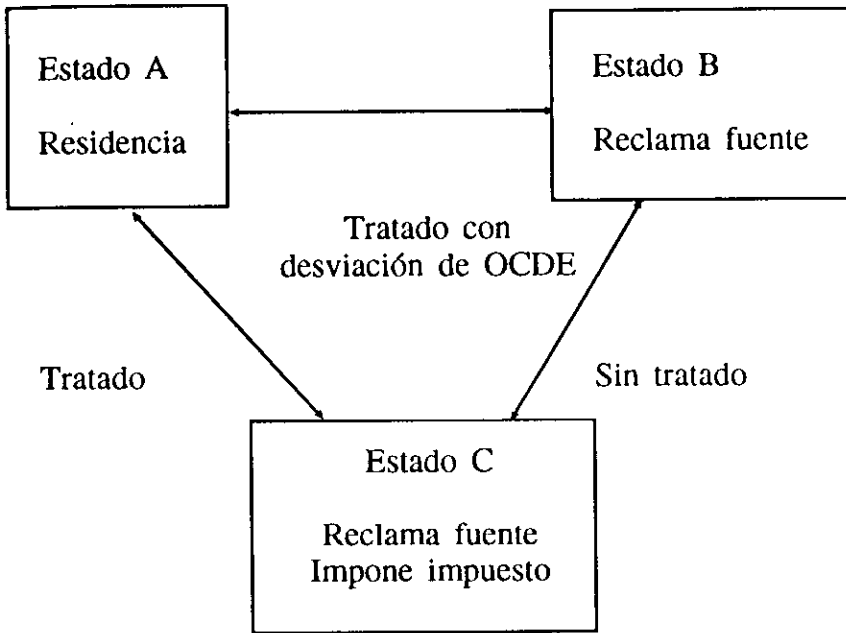 Estado A
Residencia
Estado B
Reclama fuente
Tratado con
desviación de OCDE
Tratado
Sin tratado
Estado C
Reclama fuente
Impone impuesto